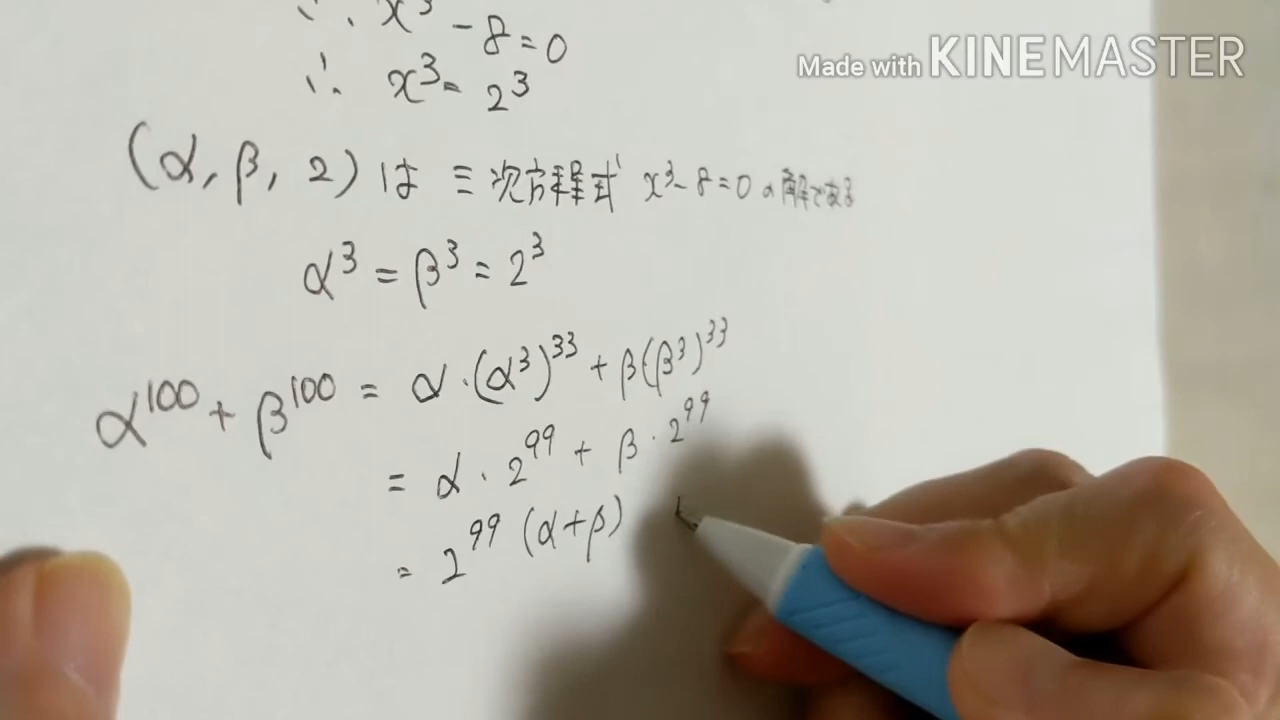 ∴ x³ - 8 = 0
Made with KINEMASTER
∴ x³ = 2³
(α, β, 2) は 三次方程式 x³-8=0 の解である
α³ = β³ = 2³
α¹⁰⁰ + β¹⁰⁰ = α・(α³)³³ + β(β³)³³
= α・2⁹⁹ + β・2⁹⁹
= 2⁹⁹ (α+β)